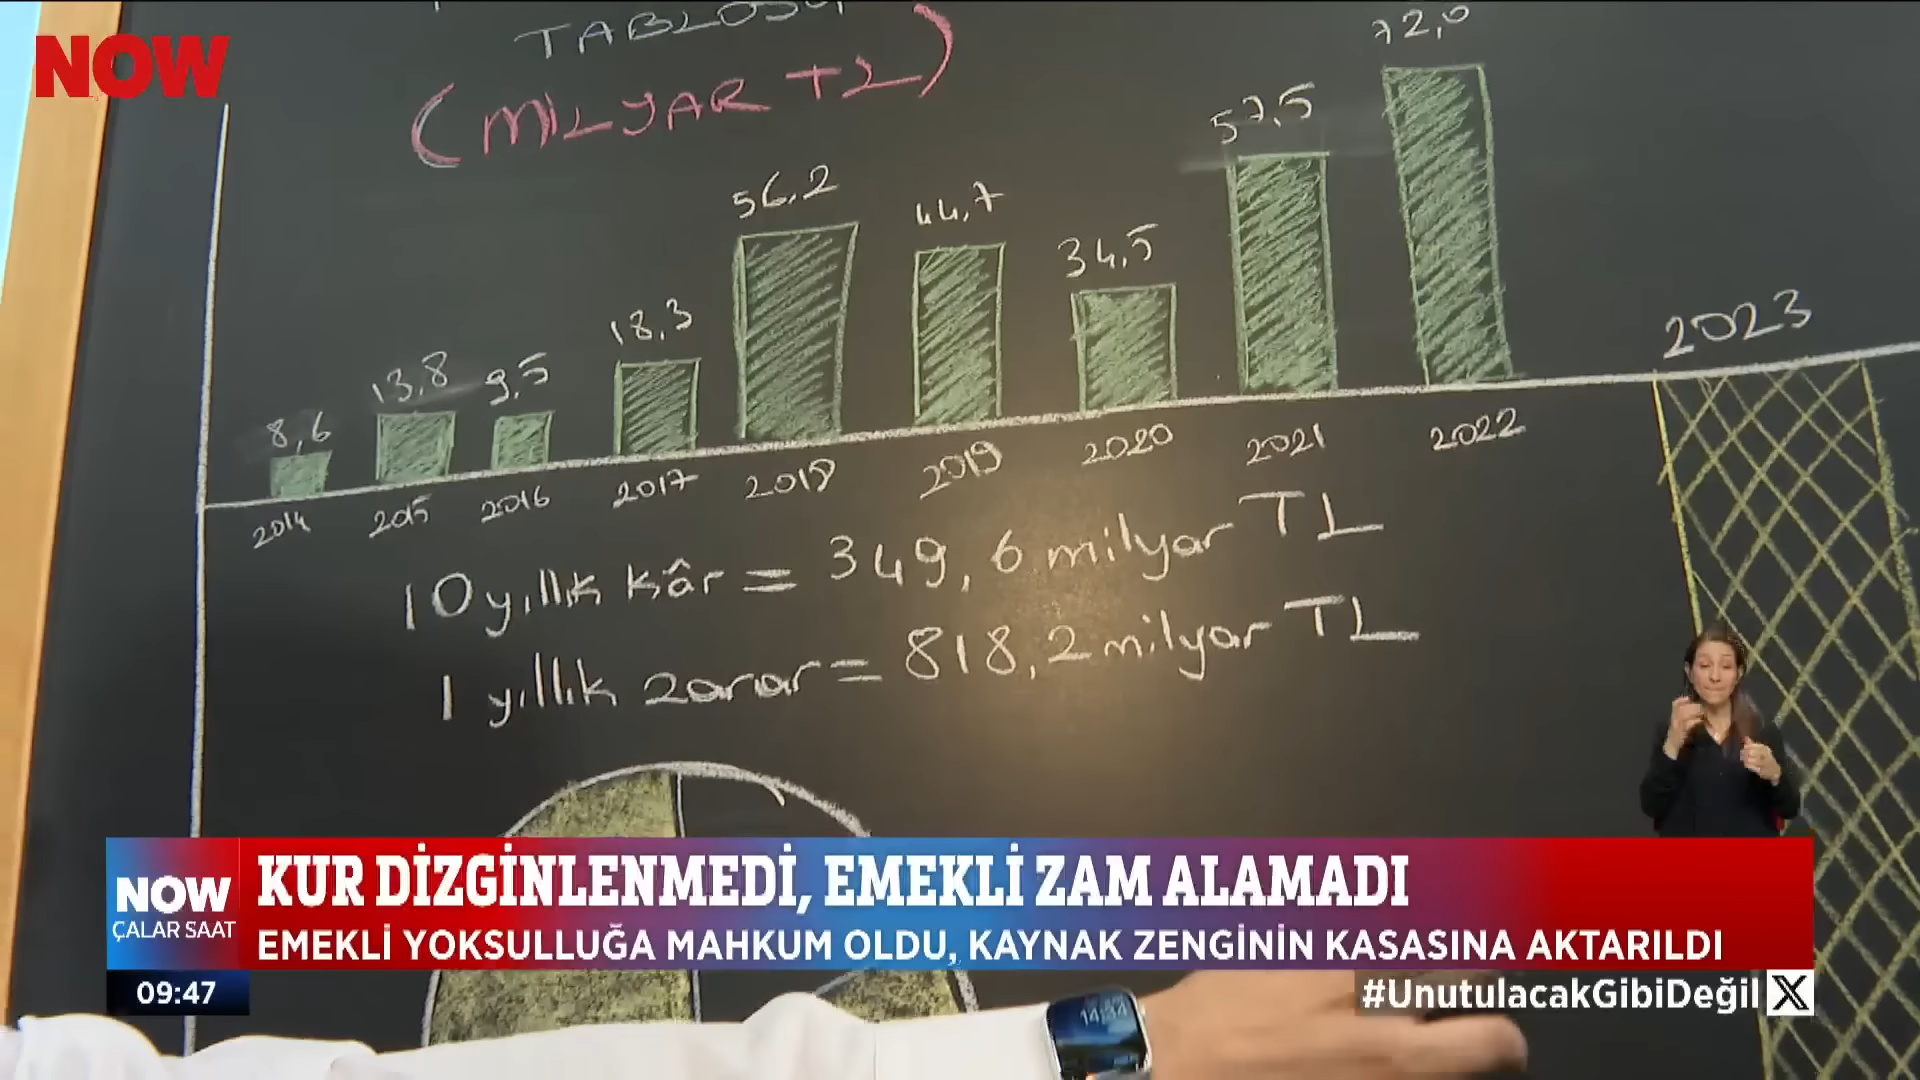 NOW
TABLOSU
(MİLYAR TL)
8,6
13,8
9,5
18,3
56,2
44,7
34,5
57,5
72,0
2023
2014
2015
2016
2017
2018
2019
2020
2021
2022
10 yıllık kâr = 349,6 milyar TL
1 yıllık zarar = 818,2 milyar TL
NOW
ÇALAR SAAT
KUR DİZGİNLENMEDİ, EMEKLİ ZAM ALAMADI
EMEKLİ YOKSULLUĞA MAHKUM OLDU, KAYNAK ZENGİNİN KASASINA AKTARILDI
09:47
#UnutulacakGibiDeğil X
14:34